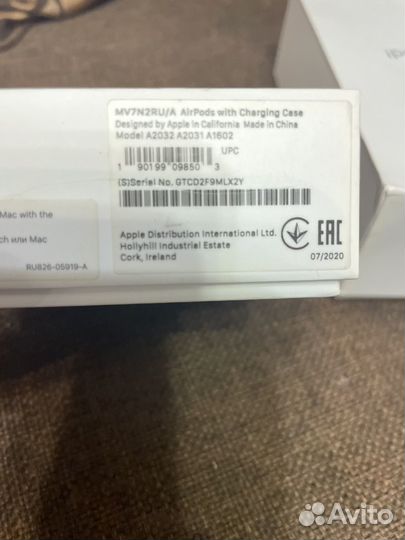 MV7N2RU/A AirPods with Charging Case
Designed by Apple in California Made in China
Model A2032 A2031 A1602
UPC
1 90199 09850 3
(S)Serial No. GTCD2F9MLX2Y
Apple Distribution International Ltd.
Hollyhill Industrial Estate
Cork, Ireland
EAC
07/2020
Mac with the
ch или Mac
RU826-05919-A
Avito